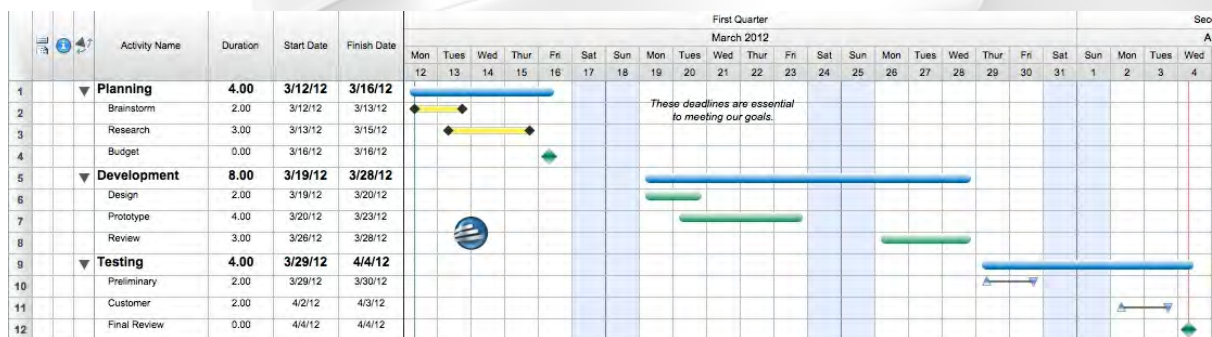 First Quarter Seco
March 2012 A
Activity Name Duration Start Date Finish Date Mon Tues Wed Thur Fri Sat Sun Mon Tues Wed Thur Fri Sat Sun Mon Tues Wed Thur Fri Sat Sun Mon Tues Wed
12 13 14 15 16 17 18 19 20 21 22 23 24 25 26 27 28 29 30 31 1 2 3 4
1 Planning 4.00 3/12/12 3/16/12
2 Brainstorm 2.00 3/12/12 3/13/12
These deadlines are essential
to meeting our goals.
3 Research 3.00 3/13/12 3/15/12
4 Budget 0.00 3/16/12 3/16/12
5 Development 8.00 3/19/12 3/28/12
6 Design 2.00 3/19/12 3/20/12
7 Prototype 4.00 3/20/12 3/23/12
8 Review 3.00 3/26/12 3/28/12
9 Testing 4.00 3/29/12 4/4/12
10 Preliminary 2.00 3/29/12 3/30/12
11 Customer 2.00 4/2/12 4/3/12
12 Final Review 0.00 4/4/12 4/4/12